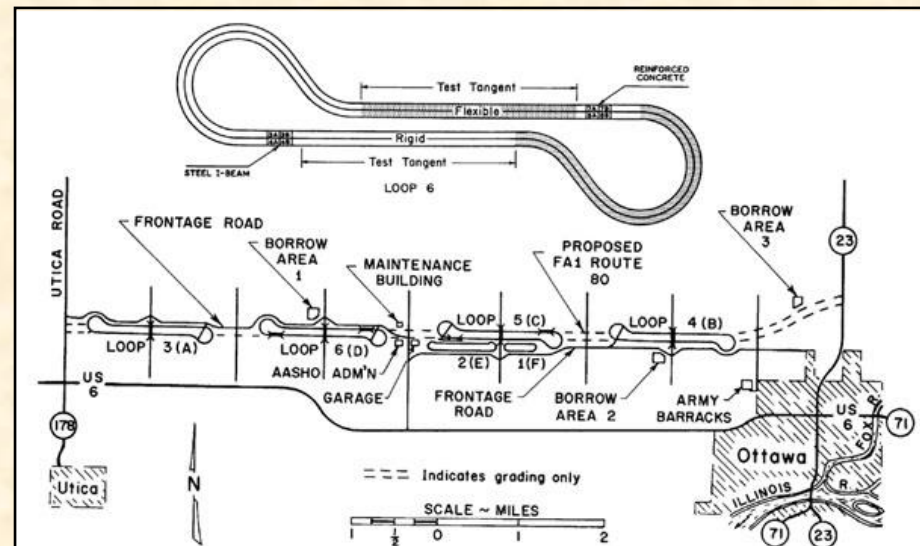 REINFORCED
CONCRETE
Test Tangent
Flexible
Rigid
Test Tangent
STEEL I-BEAM
LOOP 6
UTICA ROAD
FRONTAGE ROAD
BORROW
AREA
1
MAINTENANCE
BUILDING
PROPOSED
FA1 ROUTE
80
BORROW
AREA
3
23
LOOP 3(A)
LOOP 6(D)
LOOP 5(C)
2(E) 1(F)
LOOP 4(B)
AASHO ADM'N
GARAGE
FRONTAGE
ROAD
BORROW
AREA 2
ARMY
BARRACKS
US
6
US
6
178
71
Utica
N
Indicates grading only
Ottawa
FOX R.
ILLINOIS R.
SCALE ~ MILES
1 1/2 0 1 2
71 23